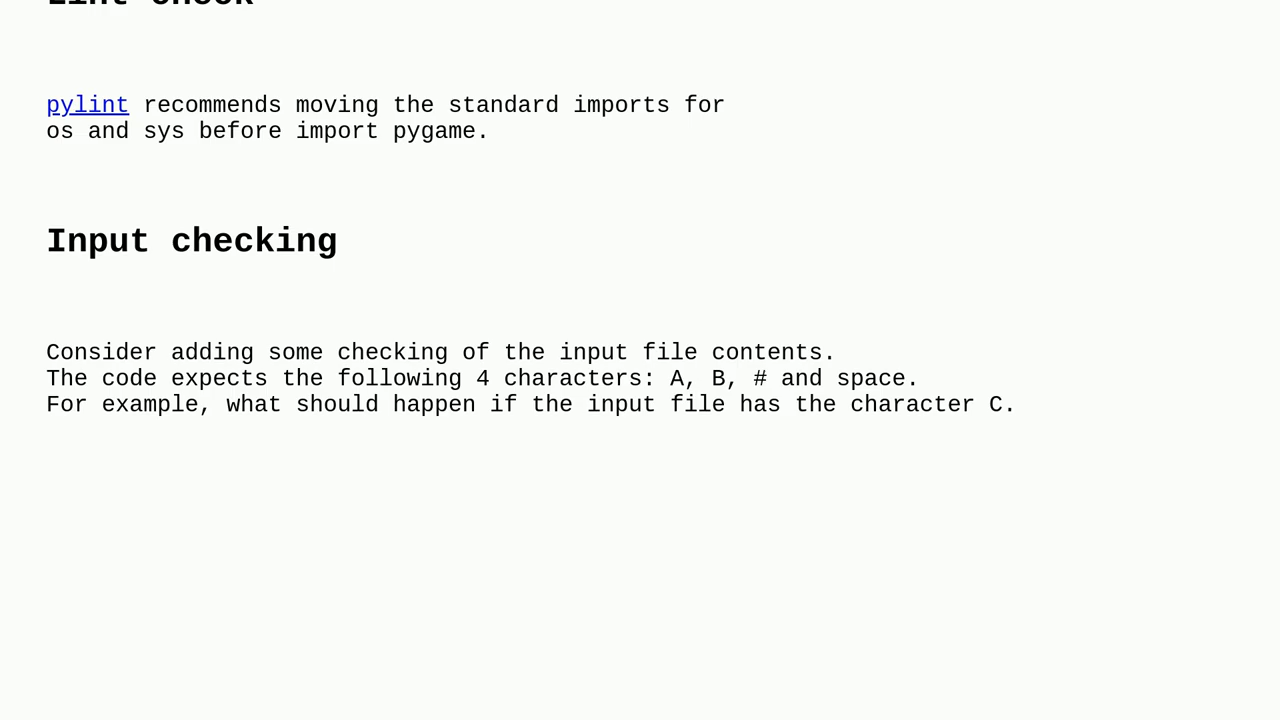 Lint check
pylint recommends moving the standard imports for
os and sys before import pygame.
Input checking
Consider adding some checking of the input file contents.
The code expects the following 4 characters: A, B, # and space.
For example, what should happen if the input file has the character C.